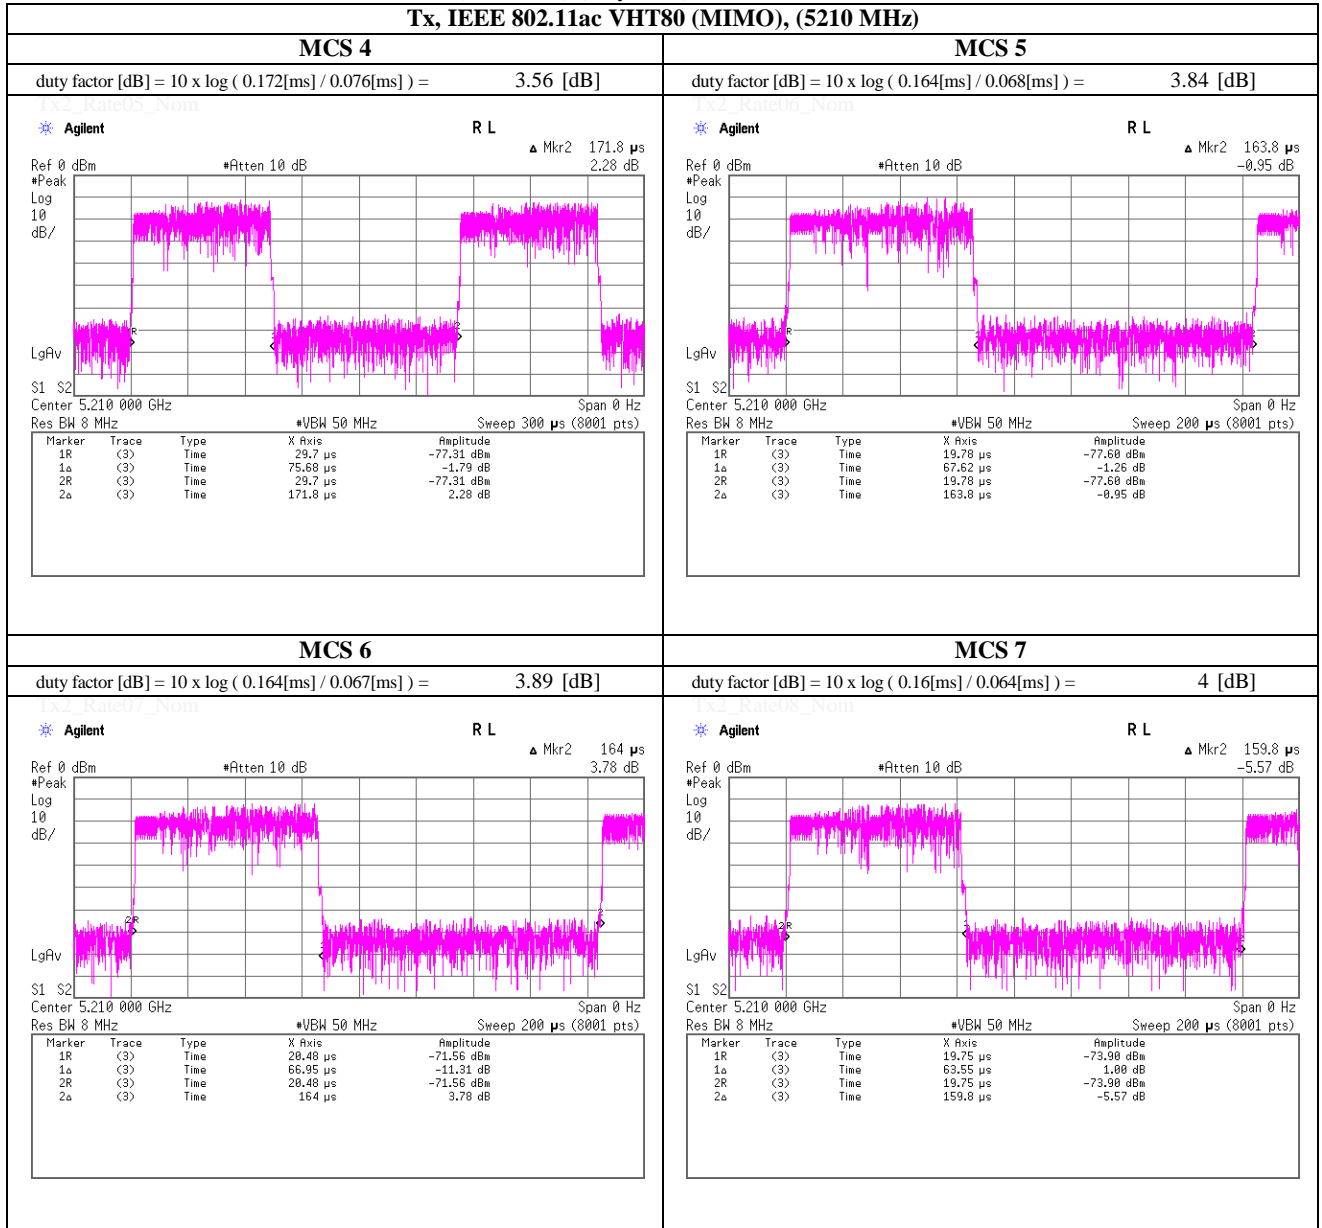 Tx, IEEE 802.11ac VHT80 (MIMO), (5210 MHz)
MCS 4
duty factor [dB] = 10 x log ( 0.172[ms] / 0.076[ms] ) = 3.56 [dB]
Tx2_Rate05_Nom
Agilent R L
Δ Mkr2 171.8 µs
Ref 0 dBm #Atten 10 dB 2.28 dB
#Peak
Log
10
dB/
R
1
2
LgAv
S1 S2
Center 5.210 000 GHz Span 0 Hz
Res BW 8 MHz #VBW 50 MHz Sweep 300 µs (8001 pts)
Marker Trace Type X Axis Amplitude
1R (3) Time 29.7 µs -77.31 dBm
1Δ (3) Time 75.68 µs -1.79 dB
2R (3) Time 29.7 µs -77.31 dBm
2Δ (3) Time 171.8 µs 2.28 dB
MCS 5
duty factor [dB] = 10 x log ( 0.164[ms] / 0.068[ms] ) = 3.84 [dB]
Tx2_Rate06_Nom
Agilent R L
Δ Mkr2 163.8 µs
Ref 0 dBm #Atten 10 dB -0.95 dB
#Peak
Log
10
dB/
2R
LgAv
S1 S2
Center 5.210 000 GHz Span 0 Hz
Res BW 8 MHz #VBW 50 MHz Sweep 200 µs (8001 pts)
Marker Trace Type X Axis Amplitude
1R (3) Time 19.78 µs -77.60 dBm
1Δ (3) Time 67.62 µs -1.26 dB
2R (3) Time 19.78 µs -77.60 dBm
2Δ (3) Time 163.8 µs -0.95 dB
MCS 6
duty factor [dB] = 10 x log ( 0.164[ms] / 0.067[ms] ) = 3.89 [dB]
Tx2_Rate07_Nom
Agilent R L
Δ Mkr2 164 µs
Ref 0 dBm #Atten 10 dB 3.78 dB
#Peak
Log
10
dB/
2R
LgAv
S1 S2
Center 5.210 000 GHz Span 0 Hz
Res BW 8 MHz #VBW 50 MHz Sweep 200 µs (8001 pts)
Marker Trace Type X Axis Amplitude
1R (3) Time 20.48 µs -71.56 dBm
1Δ (3) Time 66.95 µs -11.31 dB
2R (3) Time 20.48 µs -71.56 dBm
2Δ (3) Time 164 µs 3.78 dB
MCS 7
duty factor [dB] = 10 x log ( 0.16[ms] / 0.064[ms] ) = 4 [dB]
Tx2_Rate08_Nom
Agilent R L
Δ Mkr2 159.8 µs
Ref 0 dBm #Atten 10 dB -5.57 dB
#Peak
Log
10
dB/
2R
LgAv
S1 S2
Center 5.210 000 GHz Span 0 Hz
Res BW 8 MHz #VBW 50 MHz Sweep 200 µs (8001 pts)
Marker Trace Type X Axis Amplitude
1R (3) Time 19.75 µs -73.90 dBm
1Δ (3) Time 63.55 µs 1.00 dB
2R (3) Time 19.75 µs -73.90 dBm
2Δ (3) Time 159.8 µs -5.57 dB